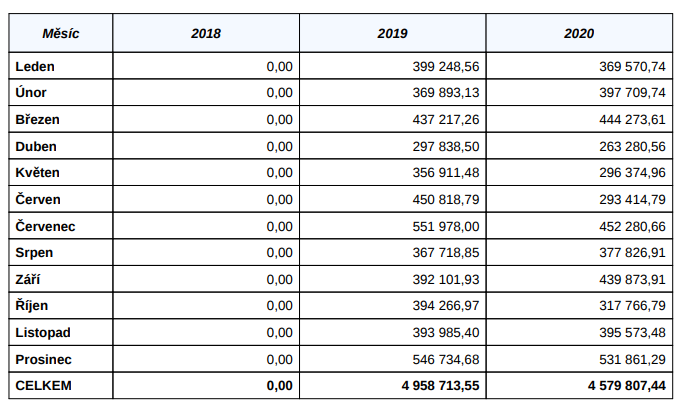 Měsíc 2018 2019 2020
Leden 0,00 399 248,56 369 570,74
Únor 0,00 369 893,13 397 709,74
Březen 0,00 437 217,26 444 273,61
Duben 0,00 297 838,50 263 280,56
Květen 0,00 356 911,48 296 374,96
Červen 0,00 450 818,79 293 414,79
Červenec 0,00 551 978,00 452 280,66
Srpen 0,00 367 718,85 377 826,91
Září 0,00 392 101,93 439 873,91
Říjen 0,00 394 266,97 317 766,79
Listopad 0,00 393 985,40 395 573,48
Prosinec 0,00 546 734,68 531 861,29
CELKEM 0,00 4 958 713,55 4 579 807,44